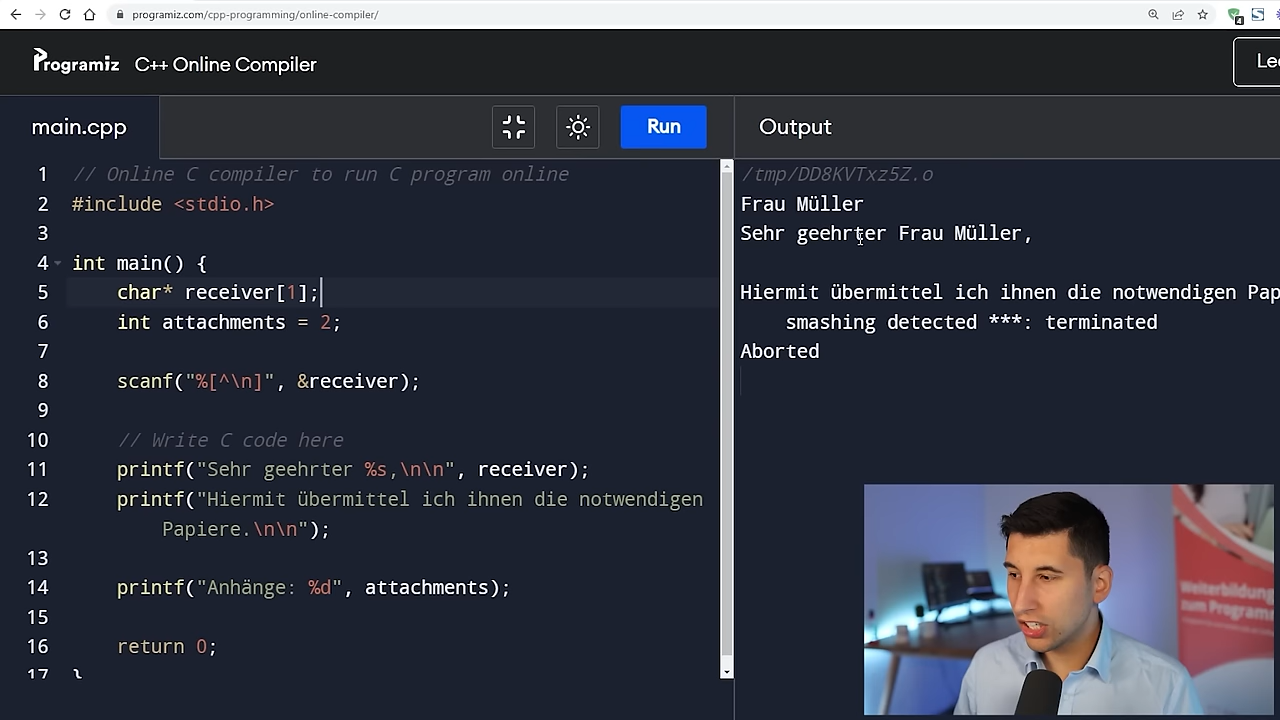 programiz.com/cpp-programming/online-compiler/
4
Programiz C++ Online Compiler
main.cpp
Run
Output
1 // Online C compiler to run C program online
2 #include <stdio.h>
3
4 int main() {
5 char* receiver[1];
6 int attachments = 2;
7
8 scanf("%[^\n]", &receiver);
9
10 // Write C code here
11 printf("Sehr geehrter %s,\n\n", receiver);
12 printf("Hiermit übermittel ich ihnen die notwendigen
Papiere.\n\n");
13
14 printf("Anhänge: %d", attachments);
15
16 return 0;
17 }
/tmp/DD8KVTxz5Z.o
Frau Müller
Sehr geehrter Frau Müller,
Hiermit übermittel ich ihnen die notwendigen Pap
smashing detected ***: terminated
Aborted
Weiterbildung